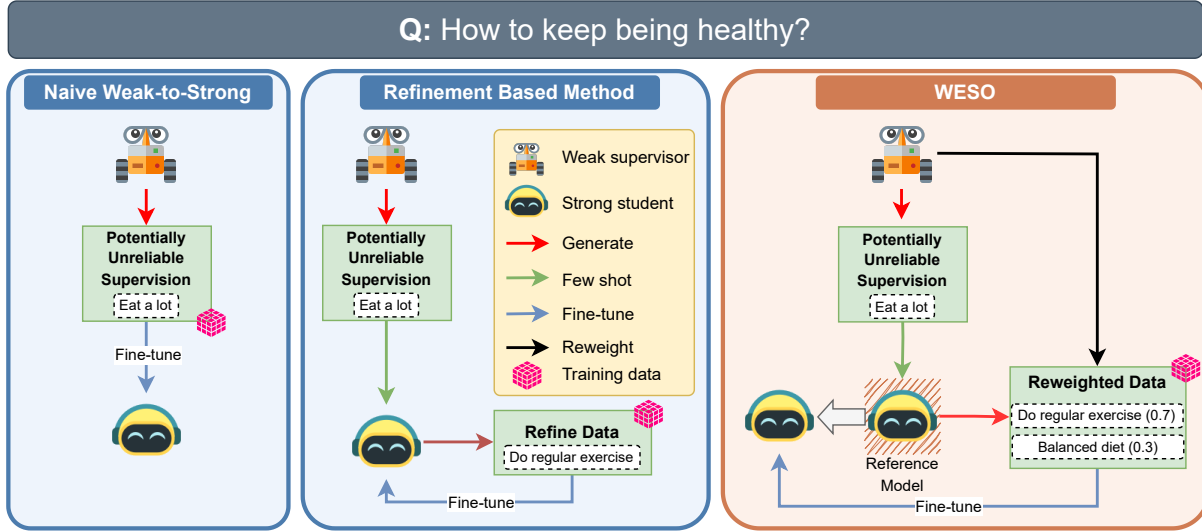 Q: How to keep being healthy?
Naive Weak-to-Strong
Potentially
Unreliable
Supervision
Eat a lot
Fine-tune
Refinement Based Method
Potentially
Unreliable
Supervision
Eat a lot
Weak supervisor
Strong student
Generate
Few shot
Fine-tune
Reweight
Training data
Refine Data
Do regular exercise
Fine-tune
WESO
Potentially
Unreliable
Supervision
Eat a lot
Reference
Model
Reweighted Data
Do regular exercise (0.7)
Balanced diet (0.3)
Fine-tune